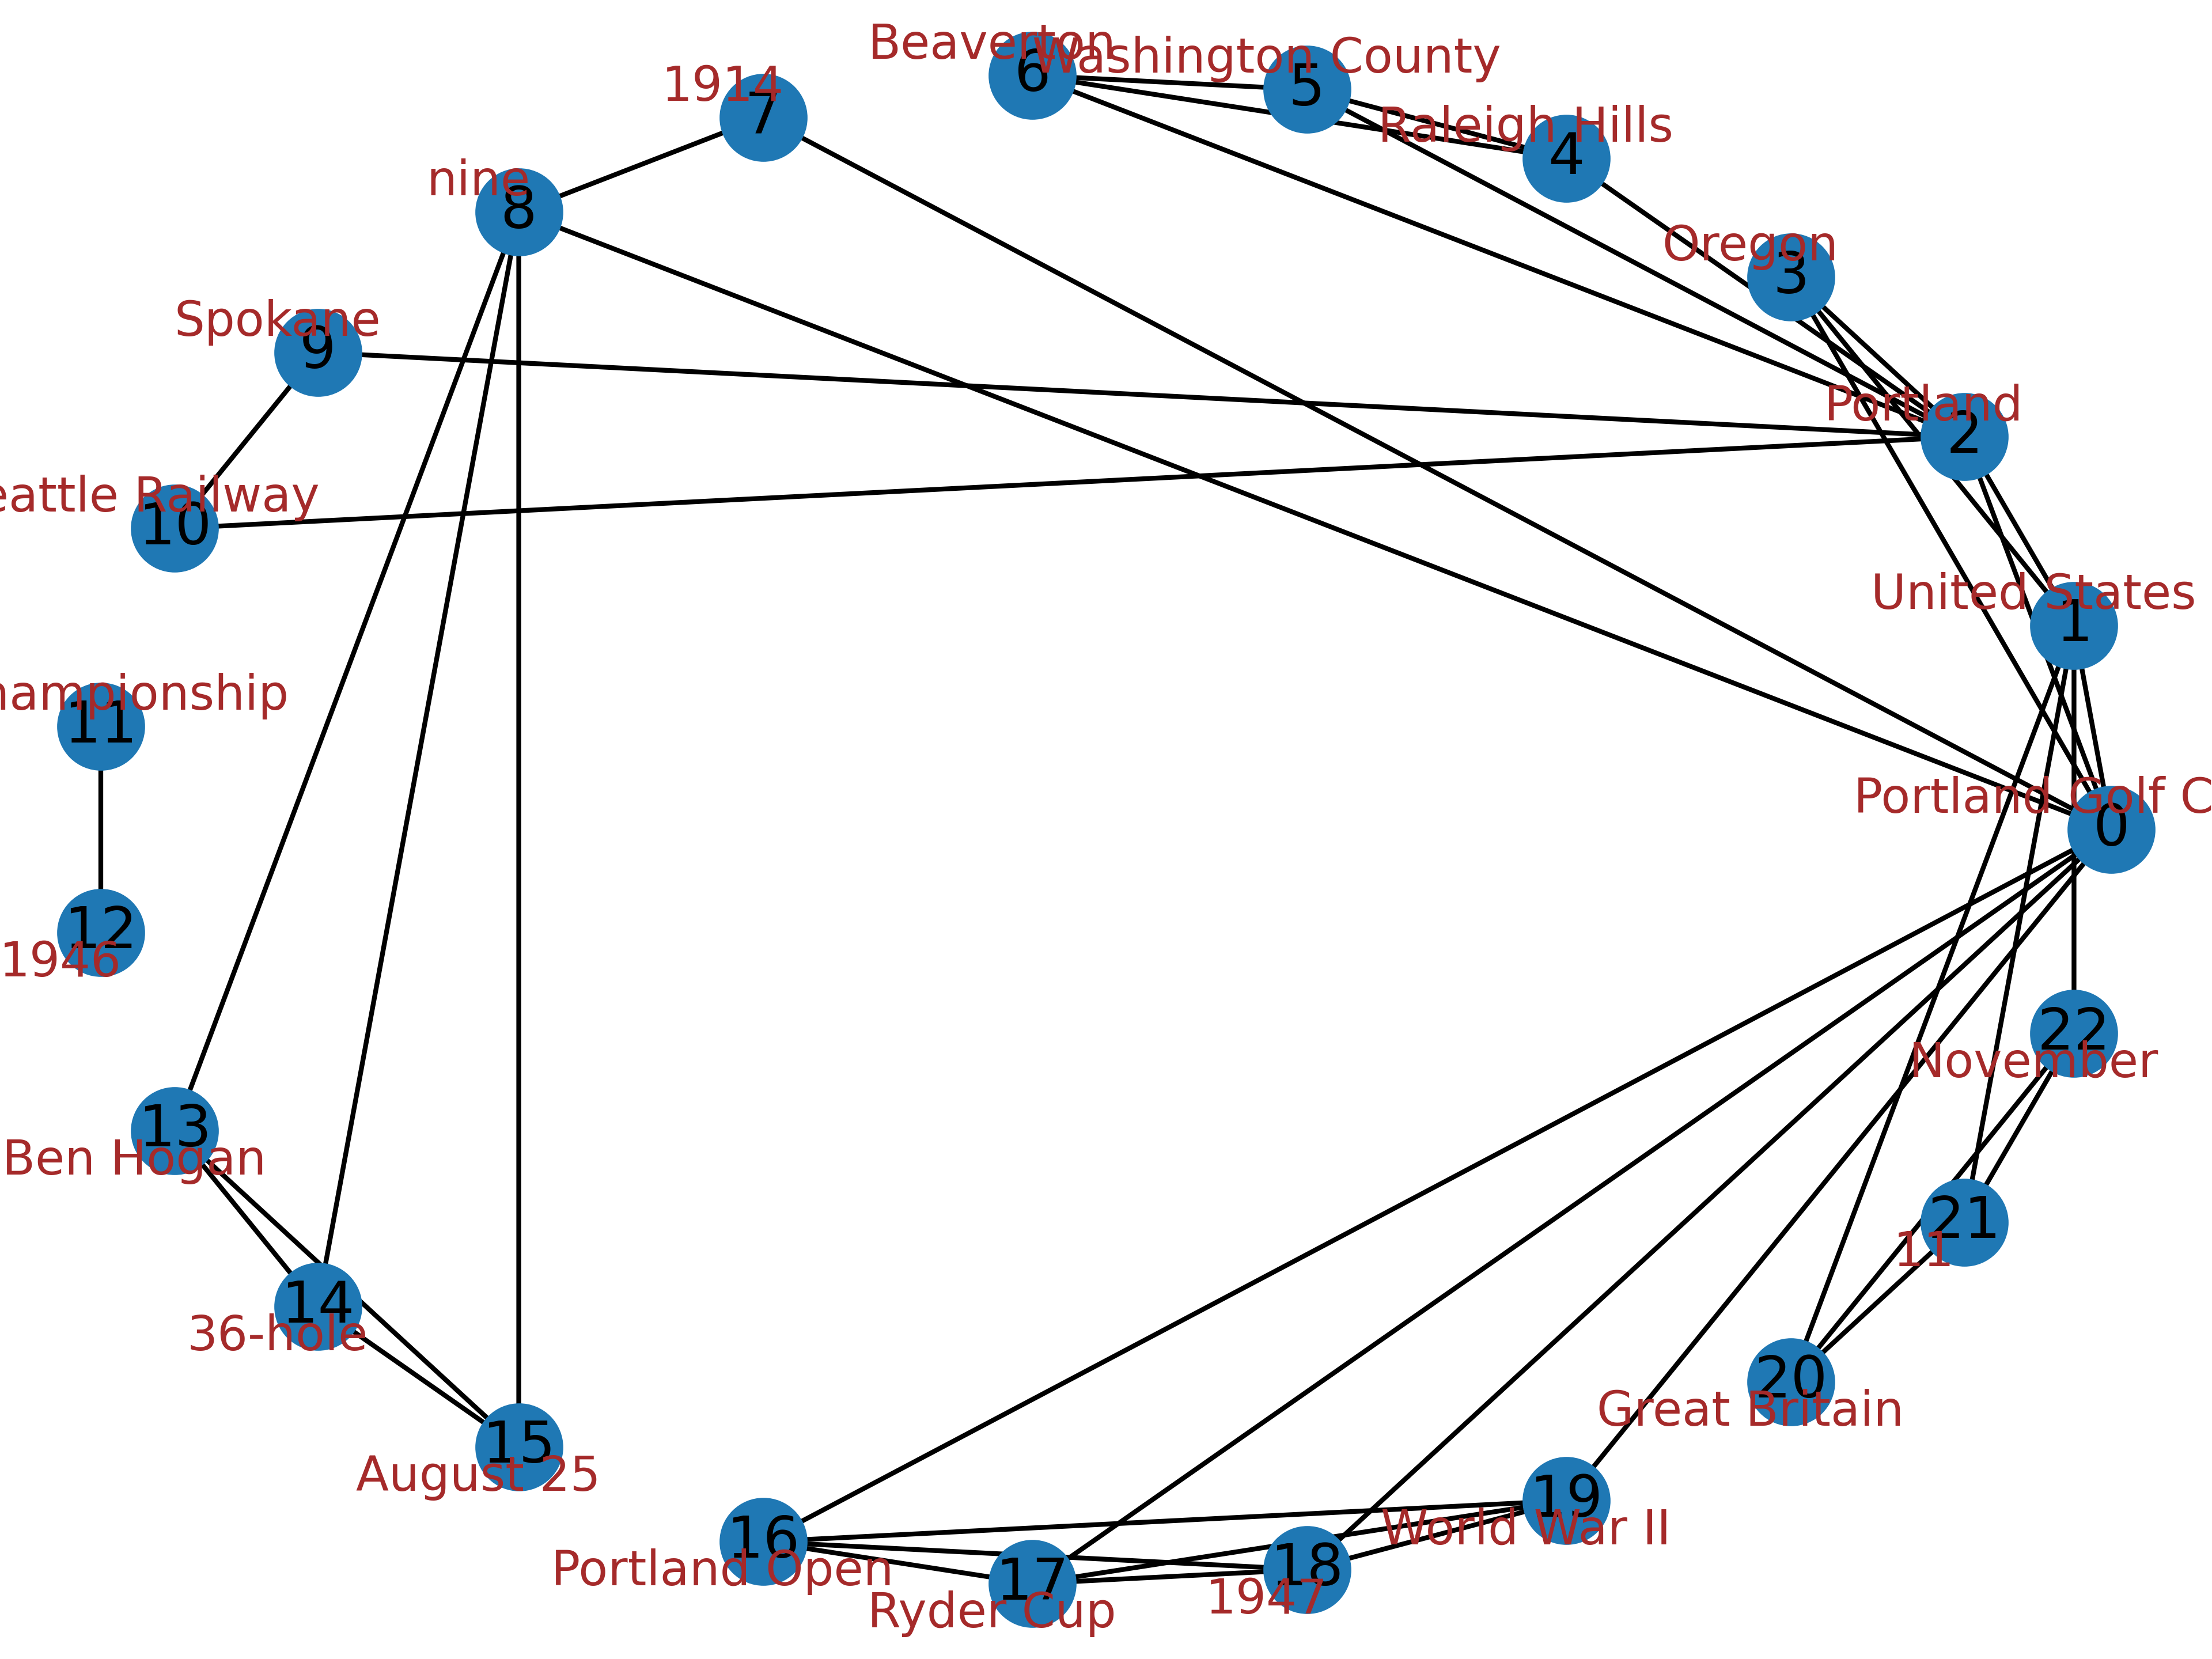 Beaverton
6
Washington County
5
1914
7
Raleigh Hills
4
nine
8
Oregon
3
Spokane
9
Portland
2
eattle Railway
10
United States
1
hampionship
11
Portland Golf C
0
12
1946
22
November
13
Ben Hogan
21
11
14
36-hole
20
Great Britain
15
August 25
19
World War II
16
Portland Open
18
1947
17
Ryder Cup